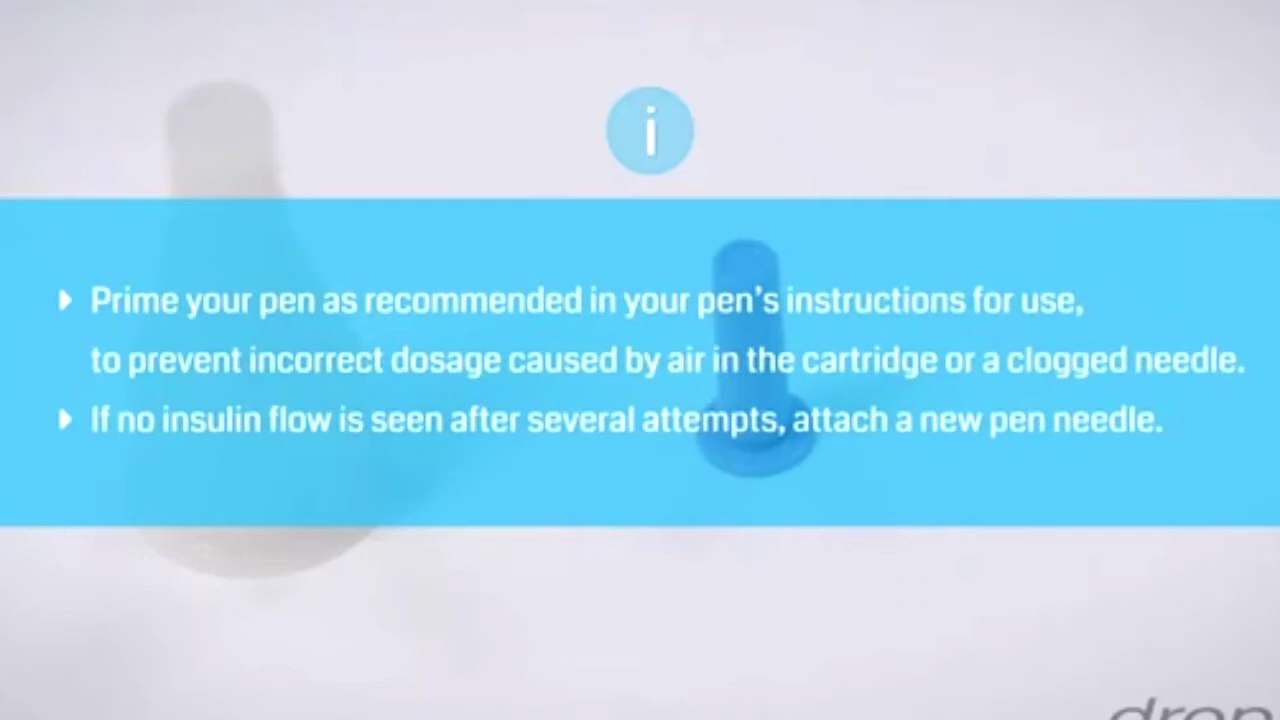 i
Prime your pen as recommended in your pen's instructions for use,
to prevent incorrect dosage caused by air in the cartridge or a clogged needle.
If no insulin flow is seen after several attempts, attach a new pen needle.